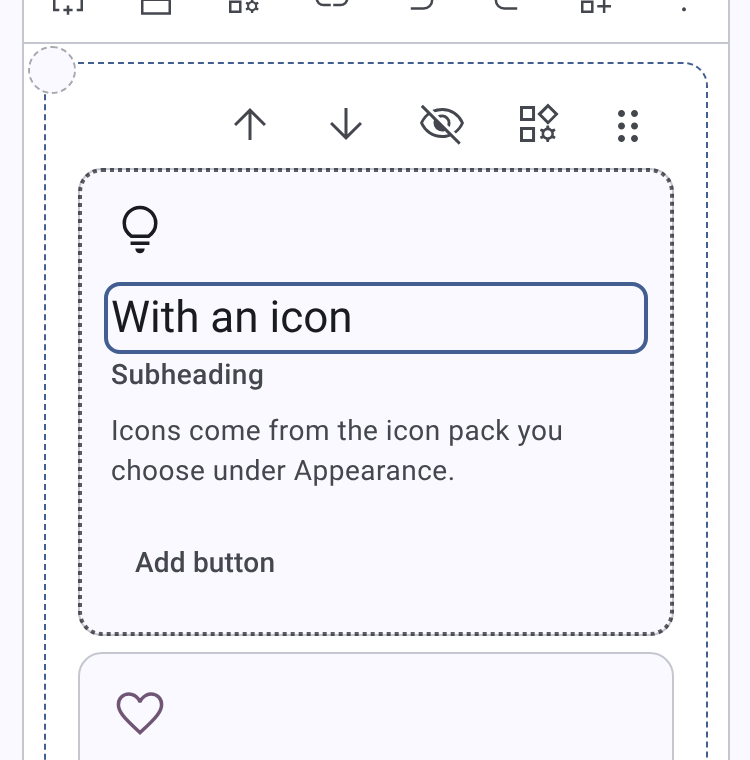 With an icon
Subheading
Icons come from the icon pack you
choose under Appearance.
Add button